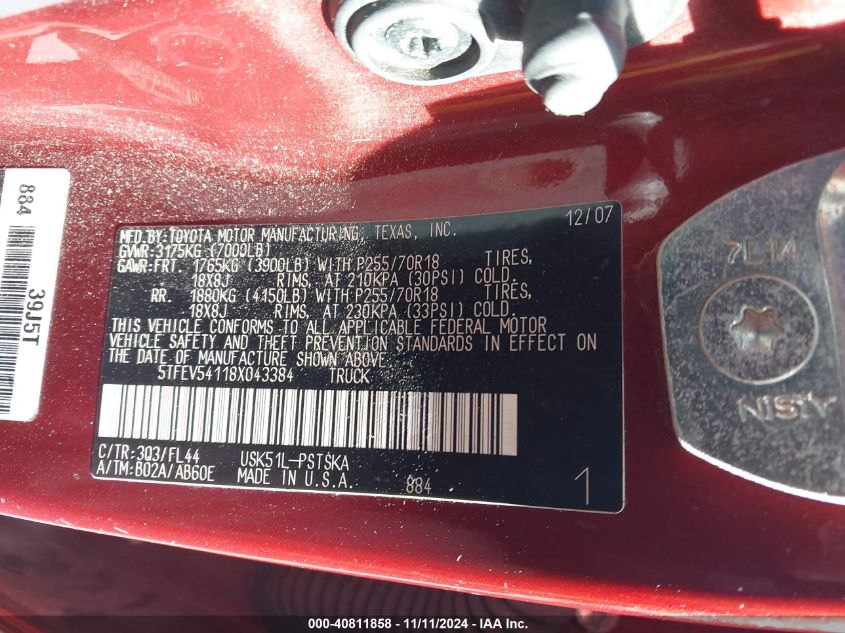 MFD.BY:TOYOTA MOTOR MANUFACTURING, TEXAS, INC. 12/07
GVWR:3175KG (7000LB)
GAWR:FRT. 1765KG (3900LB) WITH P255/70R18 TIRES,
18X8J RIMS, AT 210KPA (30PSI) COLD.
RR. 1880KG (4150LB) WITH P255/70R18 TIRES,
18X8J RIMS, AT 230KPA (33PSI) COLD.
THIS VEHICLE CONFORMS TO ALL APPLICABLE FEDERAL MOTOR
VEHICLE SAFETY AND THEFT PREVENTION STANDARDS IN EFFECT ON
THE DATE OF MANUFACTURE SHOWN ABOVE.
5TFEV54118X043384 TRUCK
C/TR:3Q3/FL44 USK51L-PSTSKA
A/TM:B02A/AB60E MADE IN U.S.A. 884 1
884
39J5T
7L14
AISIN
000-40811858 - 11/11/2024 - IAA Inc.